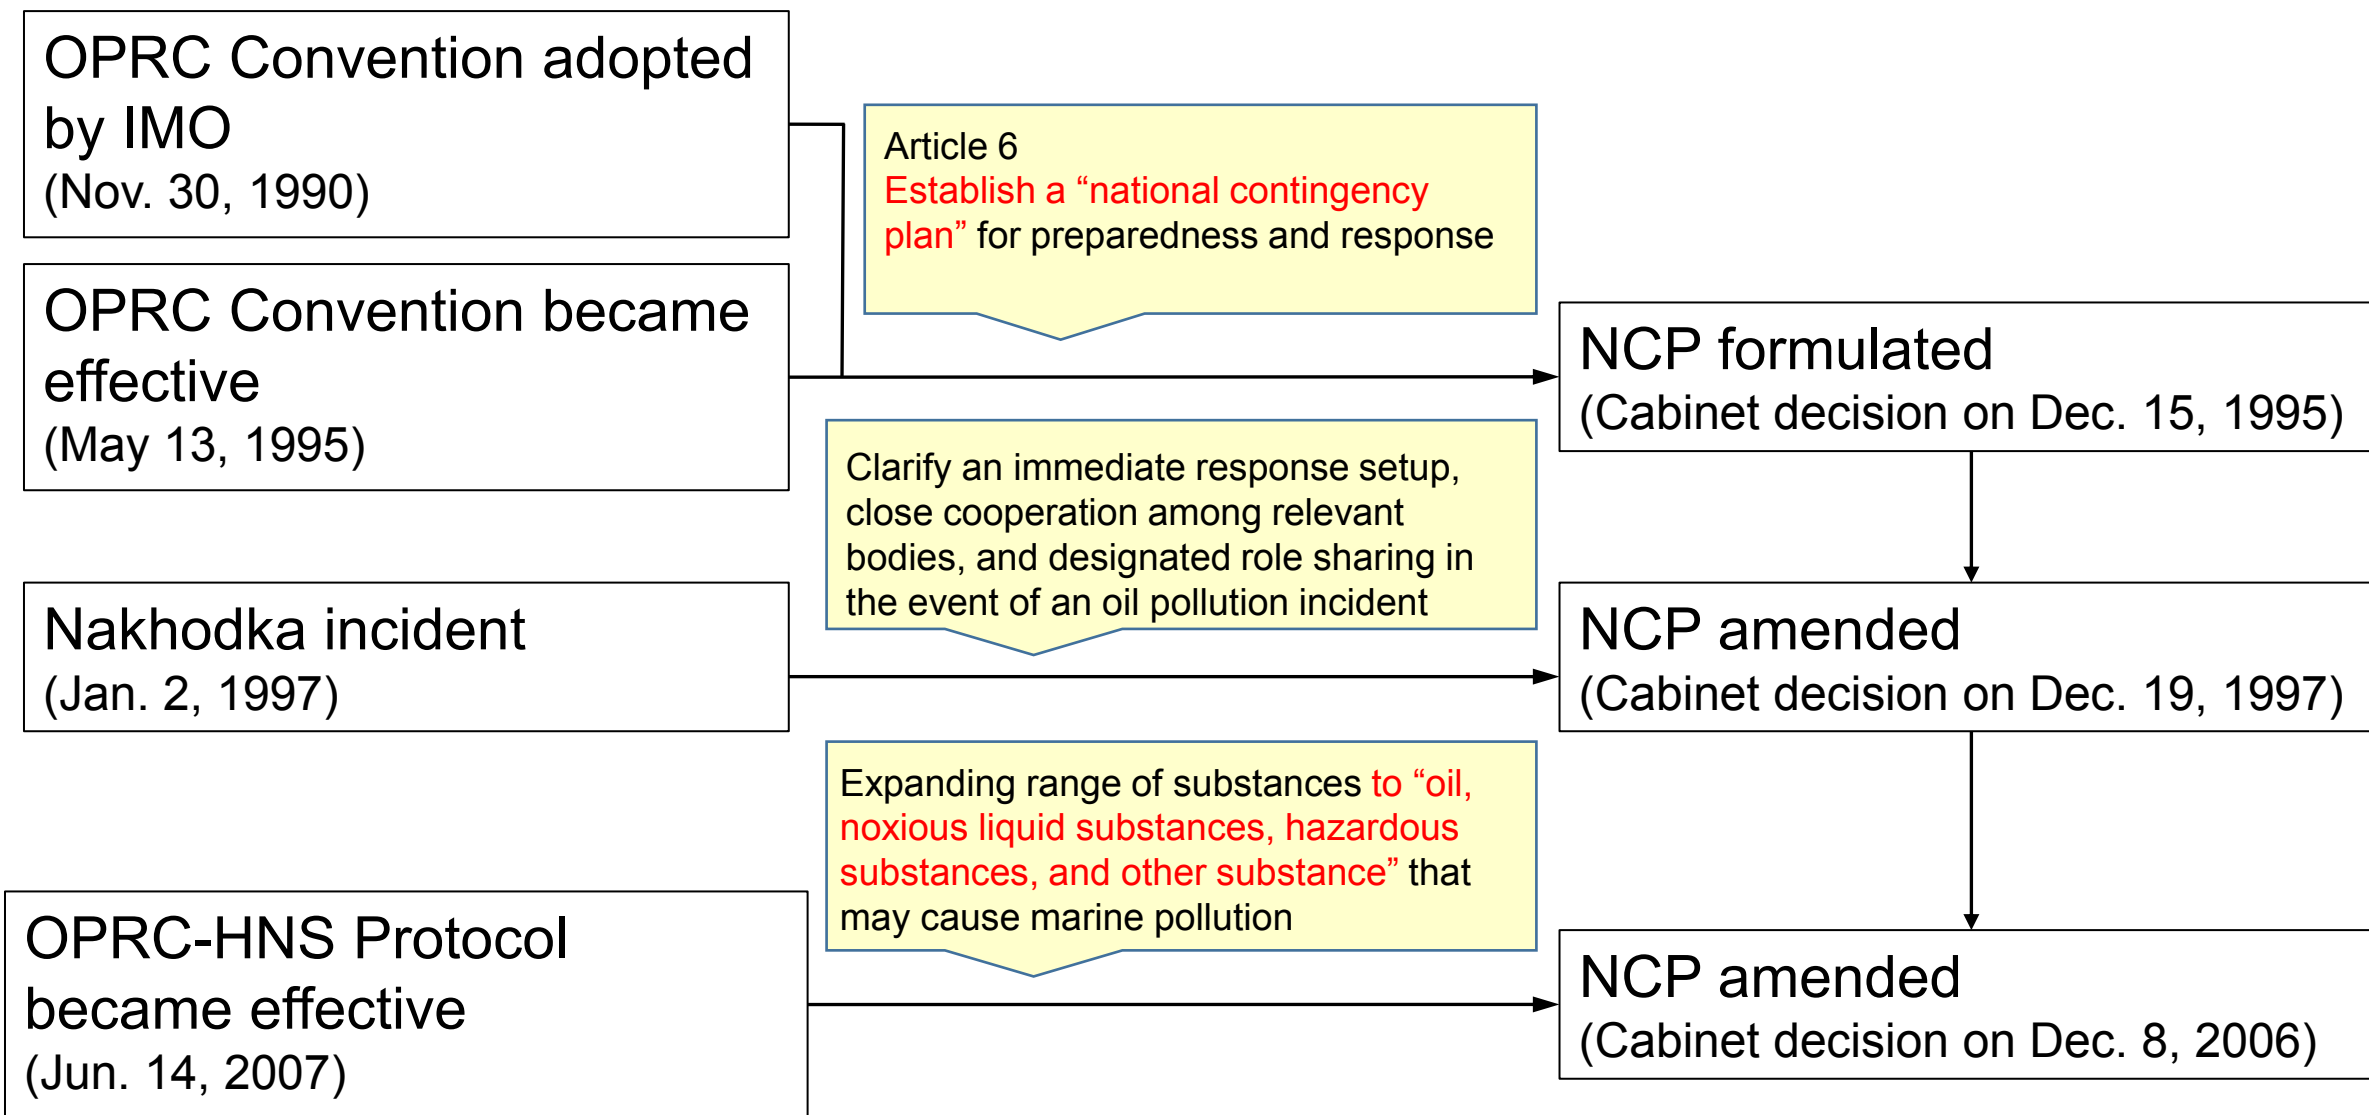 OPRC Convention adopted
by IMO
(Nov. 30, 1990)
Article 6
Establish a “national contingency
plan” for preparedness and response
OPRC Convention became
effective
(May 13, 1995)
NCP formulated
(Cabinet decision on Dec. 15, 1995)
Clarify an immediate response setup,
close cooperation among relevant
bodies, and designated role sharing in
the event of an oil pollution incident
Nakhodka incident
(Jan. 2, 1997)
NCP amended
(Cabinet decision on Dec. 19, 1997)
Expanding range of substances to “oil,
noxious liquid substances, hazardous
substances, and other substance” that
may cause marine pollution
OPRC-HNS Protocol
became effective
(Jun. 14, 2007)
NCP amended
(Cabinet decision on Dec. 8, 2006)